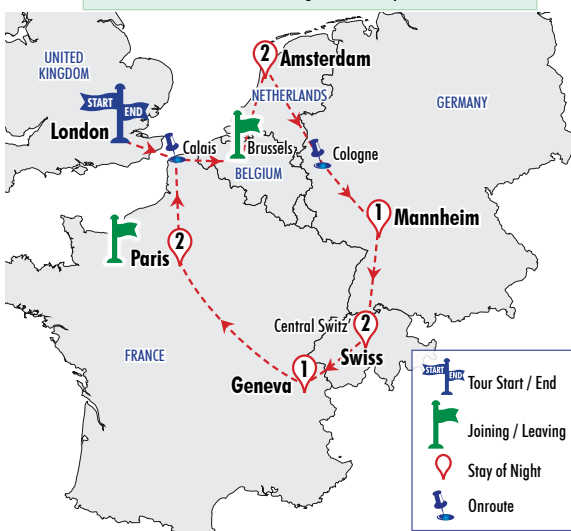 UNITED
KINGDOM
START
END
London
2
Amsterdam
NETHERLANDS
GERMANY
Calais
Brussels
BELGIUM
Cologne
1
Mannheim
2
Paris
Central Switz
2
Swiss
FRANCE
1
Geneva
START
END
Tour Start / End
Joining / Leaving
Stay of Night
Onroute